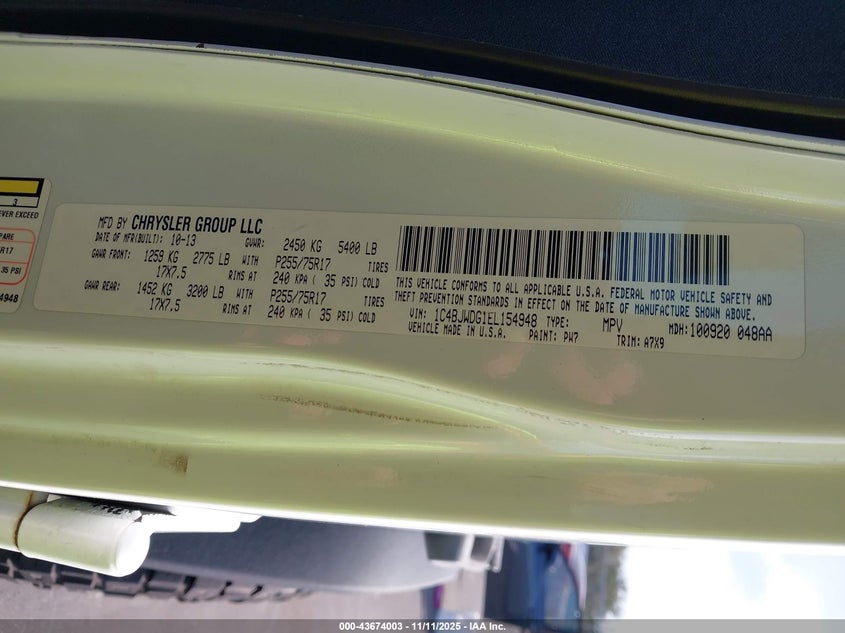 3
EVER EXCEED
PARE
R17
35 PSI
4948
MFD BY CHRYSLER GROUP LLC
DATE OF MFR(BUILT): 10-13 GVWR: 2450 KG 5400 LB
GAWR FRONT: 1259 KG 2775 LB WITH P255/75R17 TIRES
17X7.5 RIMS AT 240 KPA ( 35 PSI) COLD
GAWR REAR: 1452 KG 3200 LB WITH P255/75R17 TIRES
17X7.5 RIMS AT 240 KPA ( 35 PSI) COLD
THIS VEHICLE CONFORMS TO ALL APPLICABLE U.S.A. FEDERAL MOTOR VEHICLE SAFETY AND
THEFT PREVENTION STANDARDS IN EFFECT ON THE DATE OF MANUFACTURE SHOWN ABOVE.
VIN: 1C4BJWDG1EL154948 TYPE: MPV MDH: 100920 048AA
VEHICLE MADE IN U.S.A. PAINT: PW7 TRIM: A7X9
000-43674003 - 11/11/2025 - IAA Inc.